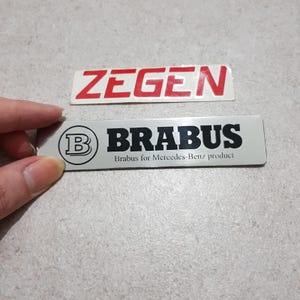 ZEGEN
B BRABUS
Brabus for Mercedes-Benz product